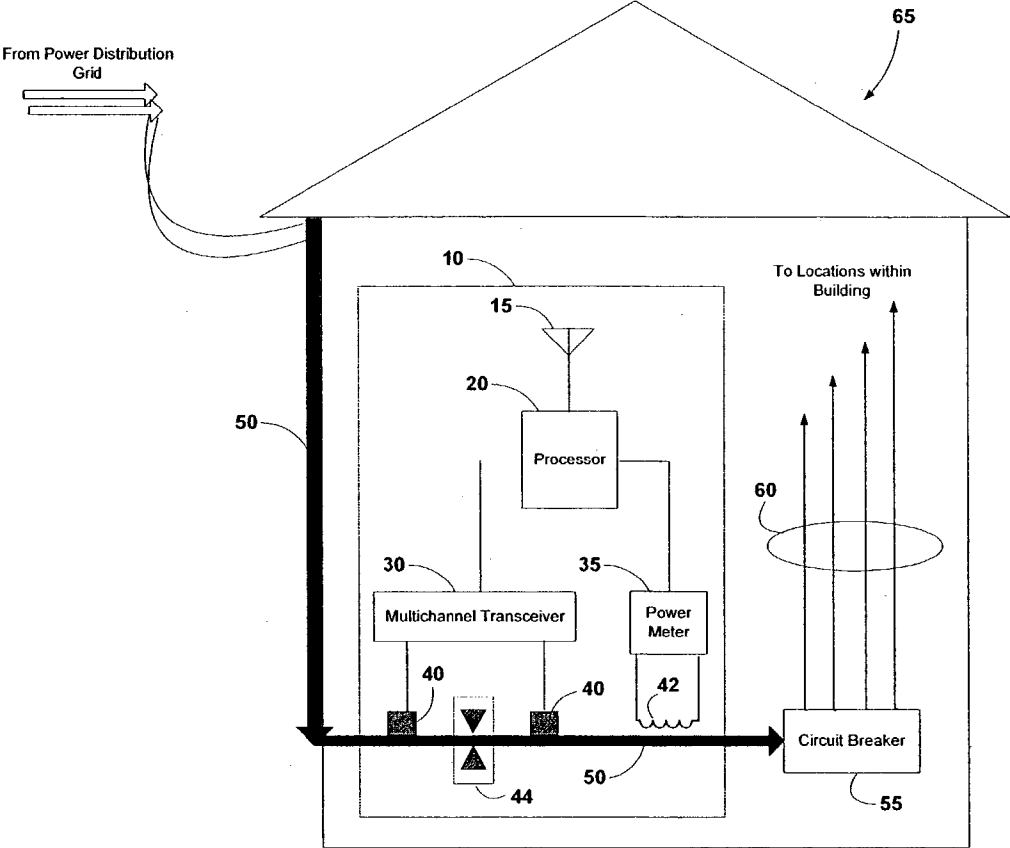 65
From Power Distribution
Grid
10
To Locations within
Building
15
20
50
Processor
60
30
35
Multichannel Transceiver
Power
Meter
40
40
42
Circuit Breaker
50
44
55